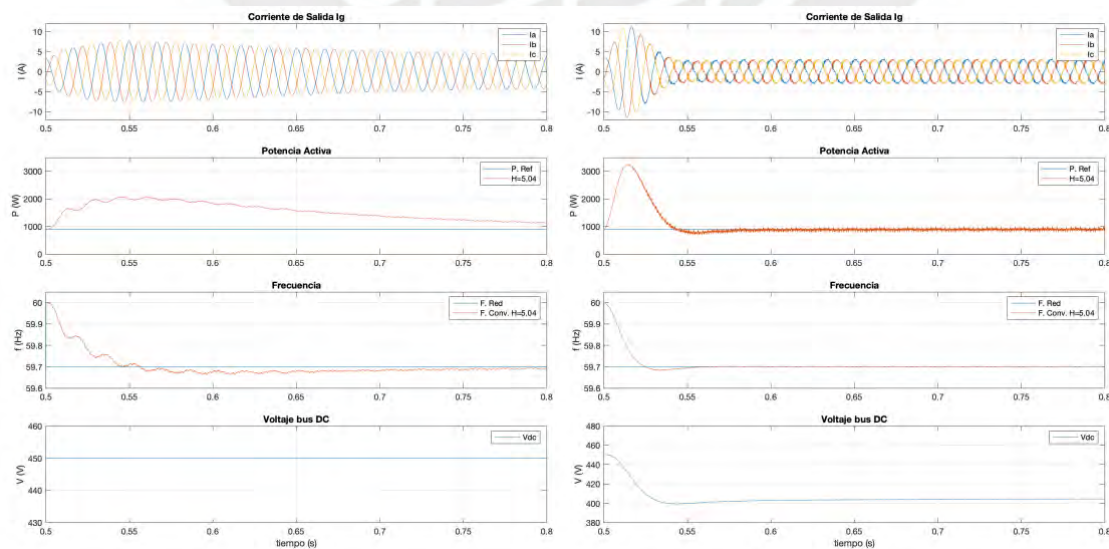 Corriente de Salida Ig
I (A)
10
5
0
-5
-10
Ia
Ib
Ic
0.5 0.55 0.6 0.65 0.7 0.75 0.8
Potencia Activa
P (W)
3000
2000
1000
0
P. Ref
H=5.04
0.5 0.55 0.6 0.65 0.7 0.75 0.8
Frecuencia
f (Hz)
60
59.9
59.8
59.7
59.6
F. Red
F. Conv. H=5.04
0.5 0.55 0.6 0.65 0.7 0.75 0.8
Voltaje bus DC
V (V)
460
450
440
430
Vdc
0.5 0.55 0.6 0.65 0.7 0.75 0.8
tiempo (s)
Corriente de Salida Ig
I (A)
10
5
0
-5
-10
Ia
Ib
Ic
0.5 0.55 0.6 0.65 0.7 0.75 0.8
Potencia Activa
P (W)
3000
2000
1000
0
P. Ref
H=5.04
0.5 0.55 0.6 0.65 0.7 0.75 0.8
Frecuencia
f (Hz)
60
59.9
59.8
59.7
59.6
F. Red
F. Conv. H=5.04
0.5 0.55 0.6 0.65 0.7 0.75 0.8
Voltaje bus DC
V (V)
480
460
440
420
400
380
Vdc
0.5 0.55 0.6 0.65 0.7 0.75 0.8
tiempo (s)